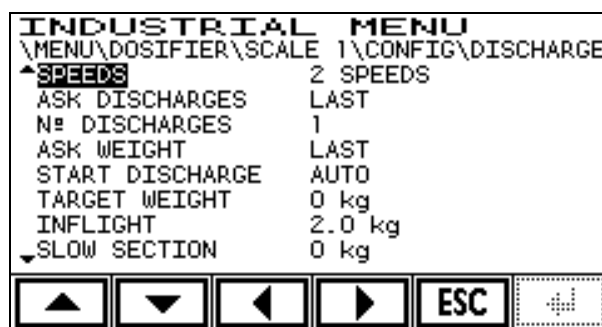 INDUSTRIAL MENU
\MENU\DOSIFIER\SCALE 1\CONFIG\DISCHARGE
SPEEDS 2 SPEEDS
ASK DISCHARGES LAST
Nº DISCHARGES 1
ASK WEIGHT LAST
START DISCHARGE AUTO
TARGET WEIGHT 0 kg
INFLIGHT 2.0 kg
SLOW SECTION 0 kg
ESC